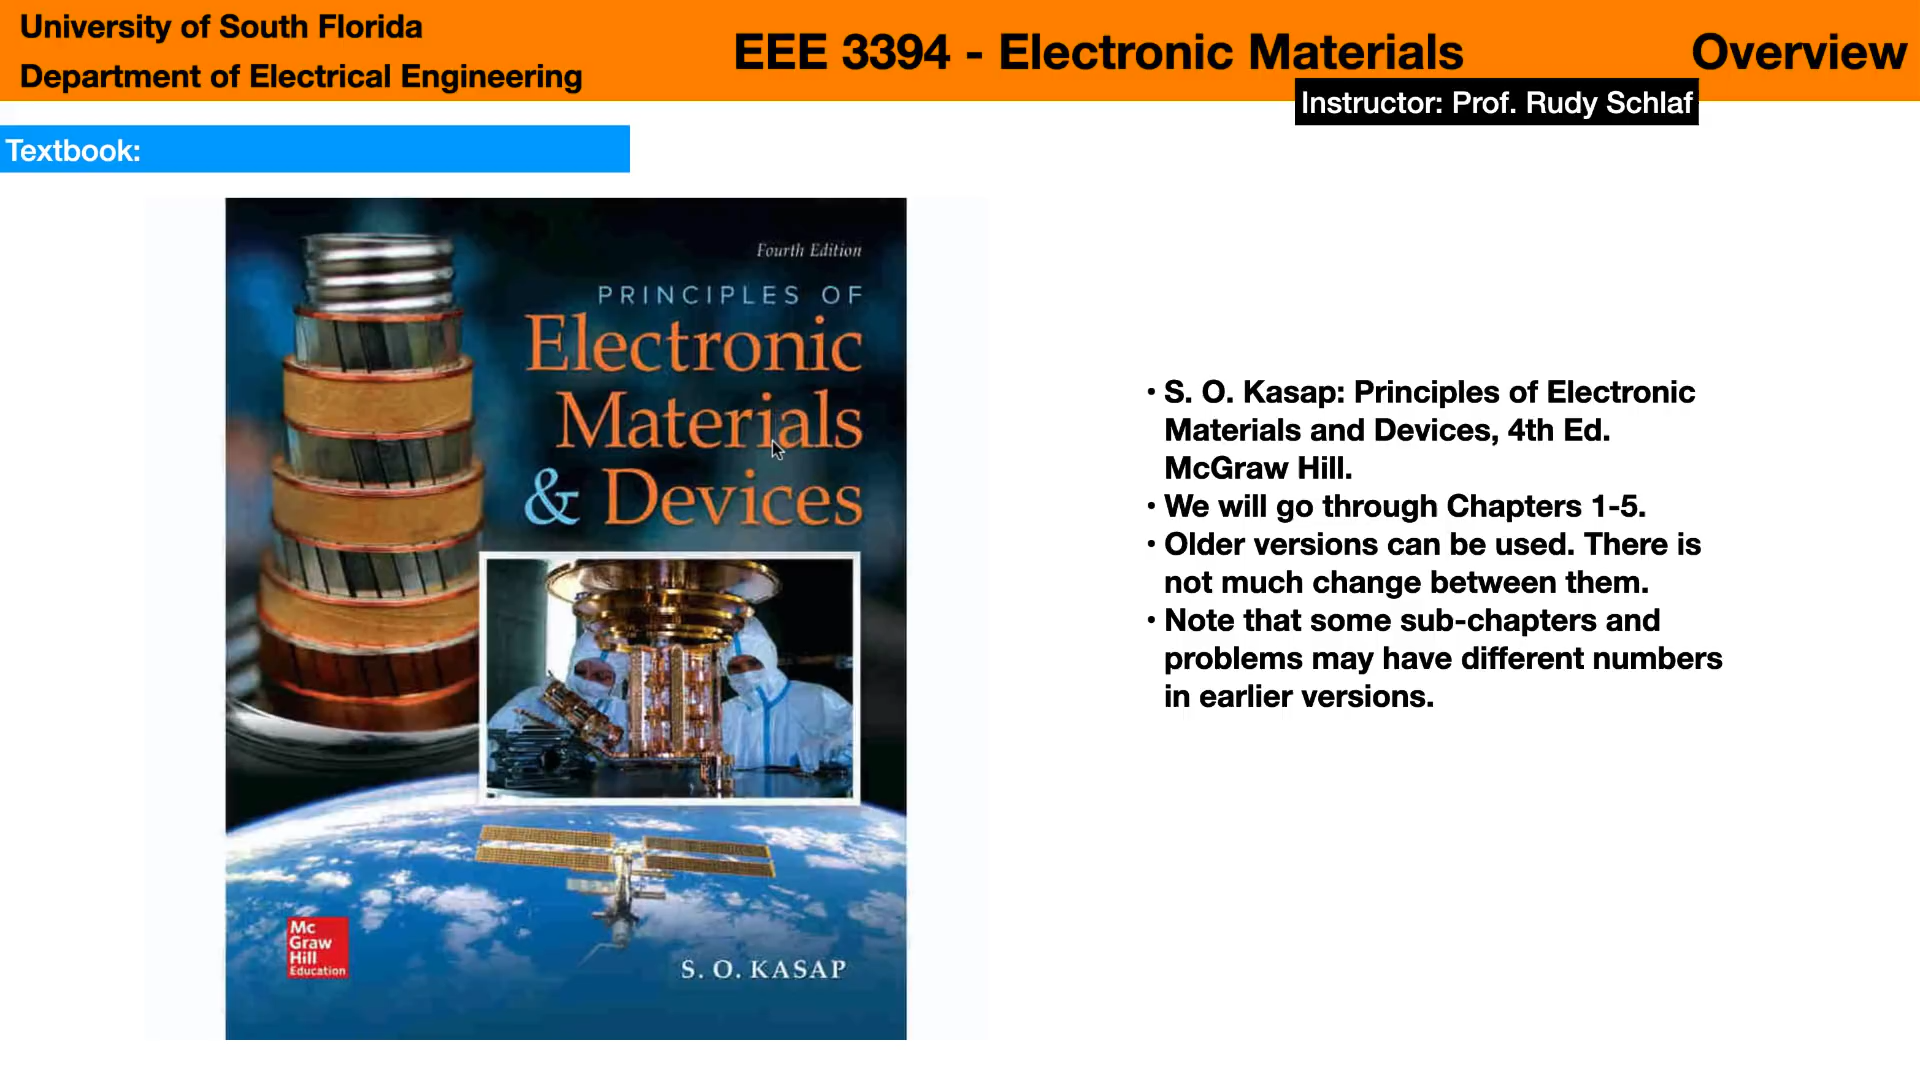 University of South Florida
Department of Electrical Engineering
EEE 3394 - Electronic Materials
Overview
Instructor: Prof. Rudy Schlaf
Textbook:
Fourth Edition
PRINCIPLES OF
Electronic
Materials
& Devices
Mc
Graw
Hill
Education
S. O. KASAP
• S. O. Kasap: Principles of Electronic
Materials and Devices, 4th Ed.
McGraw Hill.
• We will go through Chapters 1-5.
• Older versions can be used. There is
not much change between them.
• Note that some sub-chapters and
problems may have different numbers
in earlier versions.